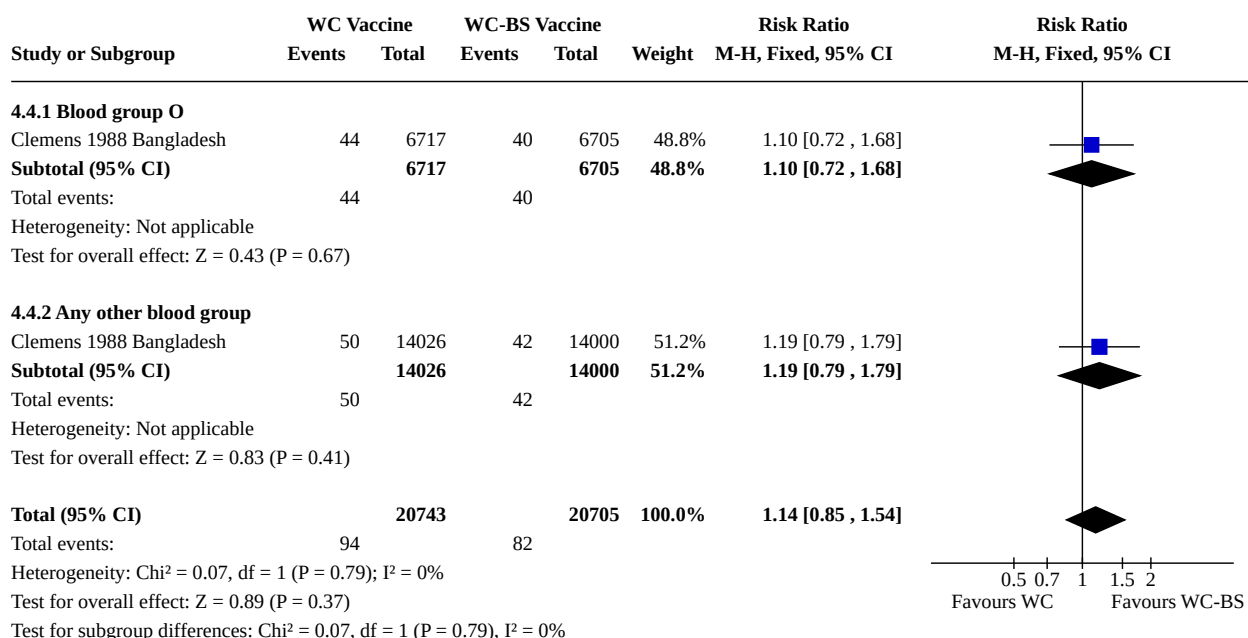 WC Vaccine WC-BS Vaccine Risk Ratio Risk Ratio
Study or Subgroup Events Total Events Total Weight M-H, Fixed, 95% CI M-H, Fixed, 95% CI
4.4.1 Blood group O
Clemens 1988 Bangladesh 44 6717 40 6705 48.8% 1.10 [0.72 , 1.68]
Subtotal (95% CI) 6717 6705 48.8% 1.10 [0.72 , 1.68]
Total events: 44 40
Heterogeneity: Not applicable
Test for overall effect: Z = 0.43 (P = 0.67)
4.4.2 Any other blood group
Clemens 1988 Bangladesh 50 14026 42 14000 51.2% 1.19 [0.79 , 1.79]
Subtotal (95% CI) 14026 14000 51.2% 1.19 [0.79 , 1.79]
Total events: 50 42
Heterogeneity: Not applicable
Test for overall effect: Z = 0.83 (P = 0.41)
Total (95% CI) 20743 20705 100.0% 1.14 [0.85 , 1.54]
Total events: 94 82
Heterogeneity: Chi² = 0.07, df = 1 (P = 0.79); I² = 0%
0.5 0.7 1 1.5 2
Test for overall effect: Z = 0.89 (P = 0.37) Favours WC Favours WC-BS
Test for subgroup differences: Chi² = 0.07, df = 1 (P = 0.79), I² = 0%